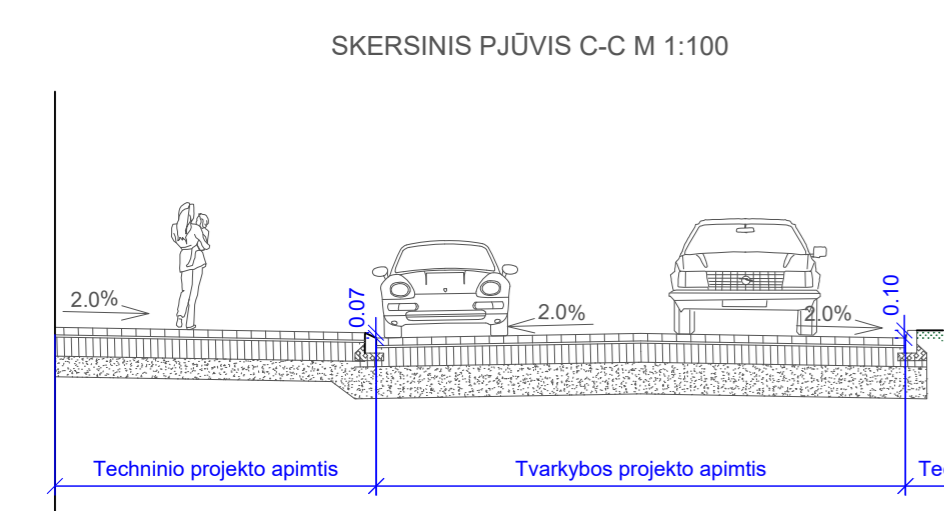 SKERSINIS PJŪVIS C-C M 1:100
2.0%
0.07
2.0%
2.0%
0.10
Techninio projekto apimtis
Tvarkybos projekto apimtis